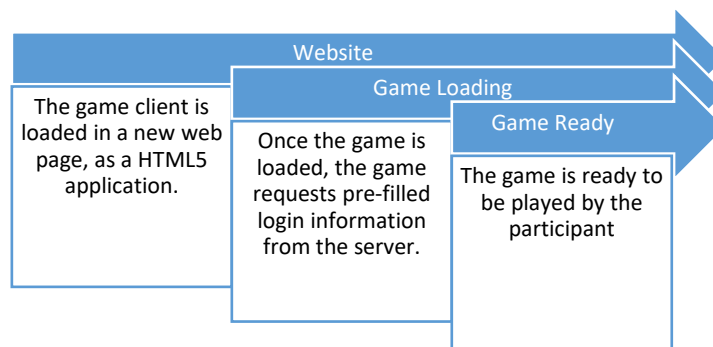 Website
The game client is
loaded in a new web
page, as a HTML5
application.
Game Loading
Once the game is
loaded, the game
requests pre-filled
login information
from the server.
Game Ready
The game is ready to
be played by the
participant